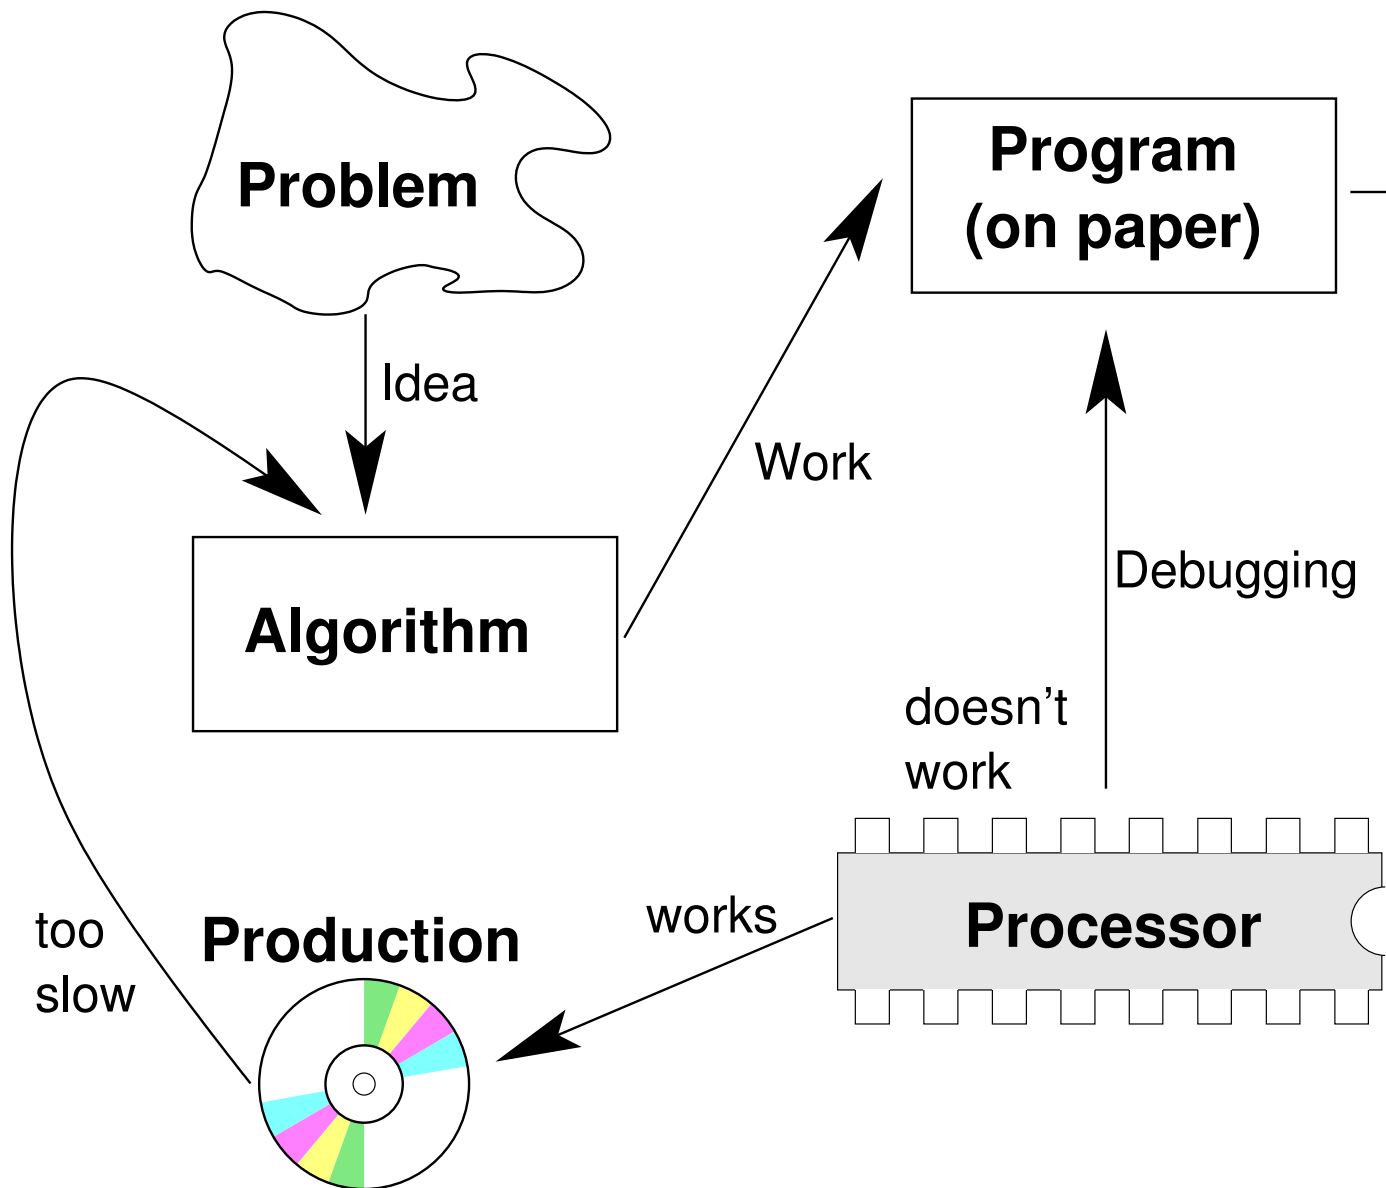 Problem
Program
(on paper)
Idea
Work
Debugging
Algorithm
doesn't
work
works
Processor
too
slow
Production